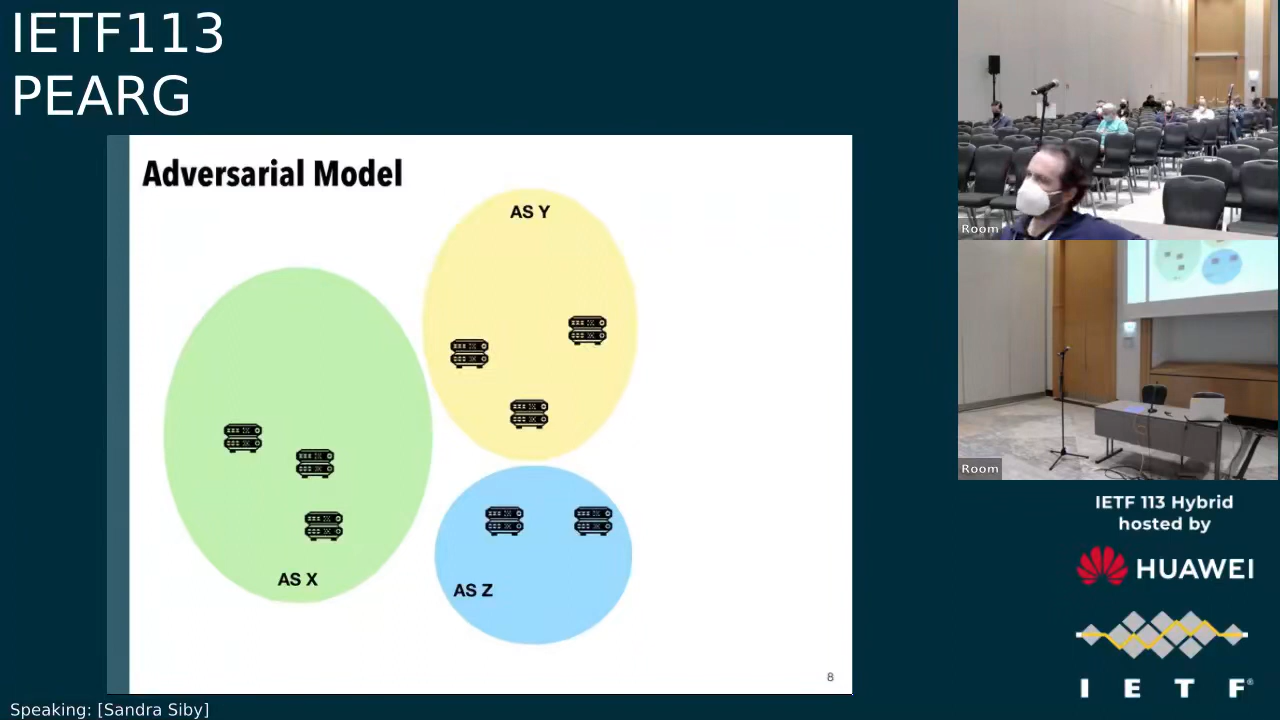 IETF113
PEARG
Adversarial Model
AS Y
AS X
AS Z
8
Room
Room
IETF 113 Hybrid
hosted by
HUAWEI
I E T F®
Speaking: [Sandra Siby]